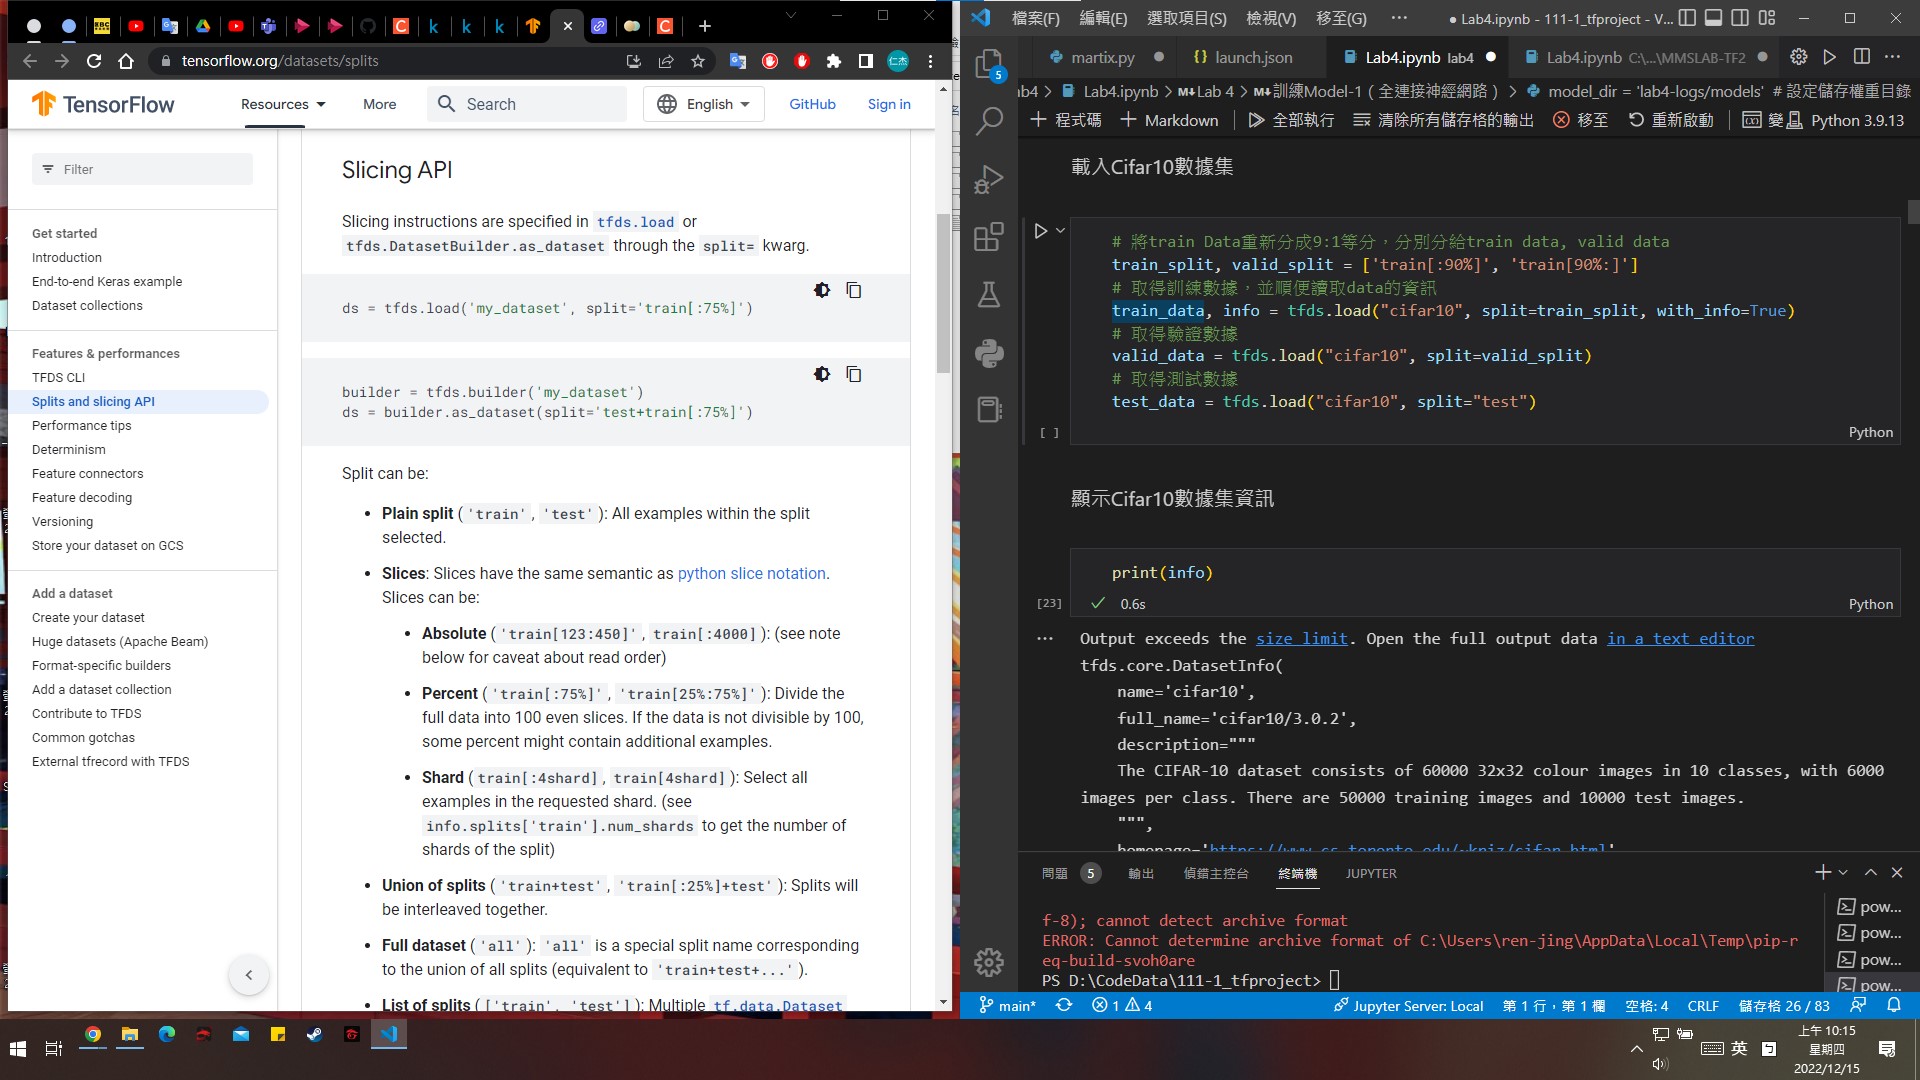 tensorflow.org/datasets/splits
TensorFlow
Resources
More
Search
English
GitHub
Sign in
Filter
Get started
Introduction
End-to-end Keras example
Dataset collections
Features & performances
TFDS CLI
Splits and slicing API
Performance tips
Determinism
Feature connectors
Feature decoding
Versioning
Store your dataset on GCS
Add a dataset
Create your dataset
Huge datasets (Apache Beam)
Format-specific builders
Add a dataset collection
Contribute to TFDS
Common gotchas
External tfrecord with TFDS
Slicing API
Slicing instructions are specified in tfds.load or
tfds.DatasetBuilder.as_dataset through the split= kwarg.
ds = tfds.load('my_dataset', split='train[:75%]')
builder = tfds.builder('my_dataset')
ds = builder.as_dataset(split='test+train[:75%]')
Split can be:
• Plain split ('train', 'test'): All examples within the split
selected.
• Slices: Slices have the same semantic as python slice notation.
Slices can be:
• Absolute ('train[123:450]', train[:4000]): (see note
below for caveat about read order)
• Percent ('train[:75%]', 'train[25%:75%]'): Divide the
full data into 100 even slices. If the data is not divisible by 100,
some percent might contain additional examples.
• Shard (train[:4shard], train[4shard]): Select all
examples in the requested shard. (see
info.splits['train'].num_shards to get the number of
shards of the split)
• Union of splits ('train+test', 'train[:25%]+test'): Splits will
be interleaved together.
• Full dataset ('all'): 'all' is a special split name corresponding
to the union of all splits (equivalent to 'train+test+...').
• List of splits (['train', 'test']): Multiple tf.data.Dataset
檔案(F) 編輯(E) 選取項目(S) 檢視(V) 移至(G) ··· ● Lab4.ipynb - 111-1_tfproject - V...
martix.py
launch.json
Lab4.ipynb lab4
Lab4.ipynb C:\...\MMSLAB-TF2
ab4 > Lab4.ipynb > M↓Lab 4 > M↓訓練Model-1 ( 全連接神經網路 ) > model_dir = 'lab4-logs/models' # 設定儲存權重目錄
+ 程式碼 + Markdown 全部執行 清除所有儲存格的輸出 移至 重新啟動 變 Python 3.9.13
5
載入Cifar10數據集
# 將train Data重新分成9:1等分，分別分給train data, valid data
train_split, valid_split = ['train[:90%]', 'train[90%:]']
# 取得訓練數據，並順便讀取data的資訊
train_data, info = tfds.load("cifar10", split=train_split, with_info=True)
# 取得驗證數據
valid_data = tfds.load("cifar10", split=valid_split)
# 取得測試數據
test_data = tfds.load("cifar10", split="test")
[ ]
Python
顯示Cifar10數據集資訊
print(info)
[23] 0.6s
Python
Output exceeds the size limit. Open the full output data in a text editor
tfds.core.DatasetInfo(
name='cifar10',
full_name='cifar10/3.0.2',
description="""
The CIFAR-10 dataset consists of 60000 32x32 colour images in 10 classes, with 6000
images per class. There are 50000 training images and 10000 test images.
""",
homepage='https://www.cs.toronto.edu/~kriz/cifar.html',
問題 5 輸出 偵錯主控台 終端機 JUPYTER
f-8); cannot detect archive format
ERROR: Cannot determine archive format of C:\Users\ren-jing\AppData\Local\Temp\pip-r
eq-build-svoh0are
PS D:\CodeData\111-1_tfproject>
pow...
pow...
pow...
pow...
main* 1 4 Jupyter Server: Local 第 1 行，第 1 欄 空格: 4 CRLF 儲存格 26 / 83
英
上午 10:15
星期四
2022/12/15